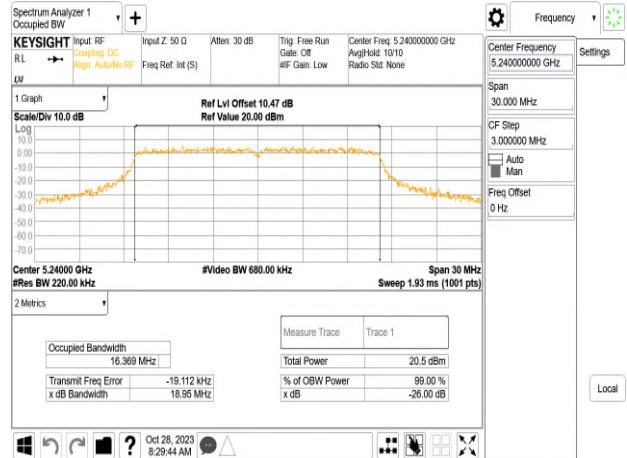 Spectrum Analyzer 1
Occupied BW
Frequency
KEYSIGHT
Input: RF
Input Z: 50 Ω
Atten: 30 dB
Trig: Free Run
Center Freq: 5.240000000 GHz
RL
Coupling: DC
Gate: Off
Avg|Hold: 10/10
Align: Auto/No RF
Freq Ref: Int (S)
#IF Gain: Low
Radio Std: None
Center Frequency
5.240000000 GHz
Settings
Span
30.000 MHz
CF Step
3.000000 MHz
Auto
Man
Freq Offset
0 Hz
Local
1 Graph
Ref Lvl Offset 10.47 dB
Scale/Div 10.0 dB
Ref Value 20.00 dBm
Log
10.0
0.00
-10.0
-20.0
-30.0
-40.0
-50.0
-60.0
-70.0
Center 5.24000 GHz
#Video BW 680.00 kHz
Span 30 MHz
#Res BW 220.00 kHz
Sweep 1.93 ms (1001 pts)
2 Metrics
Measure Trace
Trace 1
Occupied Bandwidth
16.369 MHz
Total Power
20.5 dBm
Transmit Freq Error
-19.112 kHz
% of OBW Power
99.00 %
x dB Bandwidth
18.95 MHz
x dB
-26.00 dB
?
Oct 28, 2023
8:29:44 AM